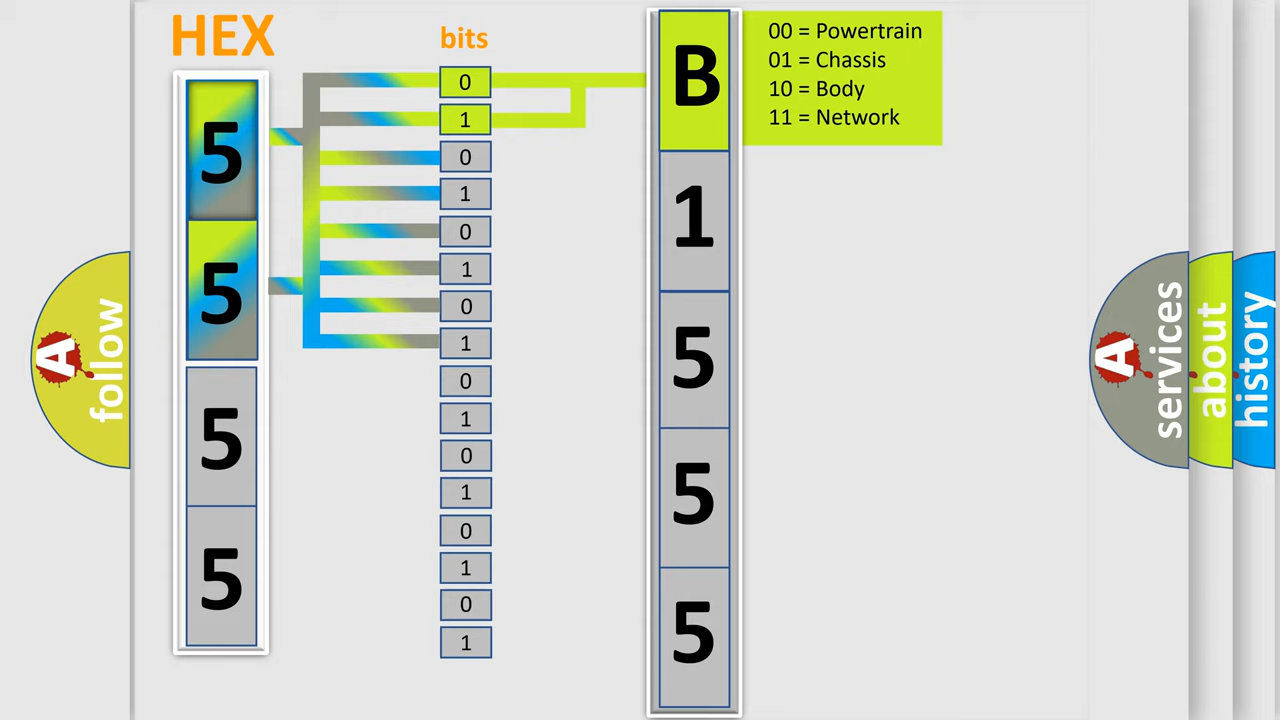 HEX
bits
5
5
5
5
0
1
0
1
0
1
0
1
0
1
0
1
0
1
0
1
B
1
5
5
5
00 = Powertrain
01 = Chassis
10 = Body
11 = Network
A
follow
A
services
about
history